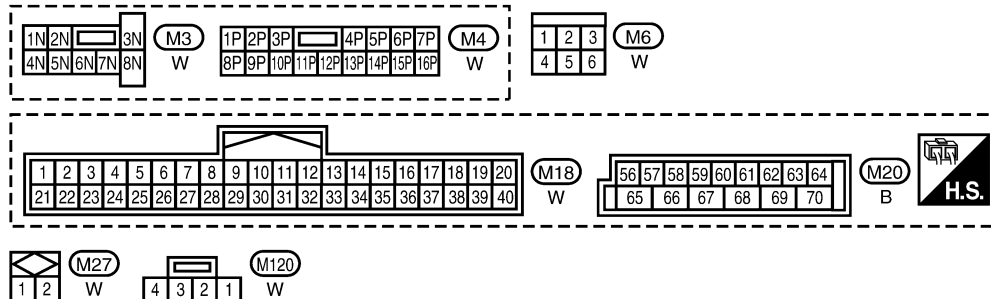 1N 2N 3N M3 1P 2P 3P 4P 5P 6P 7P M4 1 2 3 M6
4N 5N 6N 7N 8N W 8P 9P 10P 11P 12P 13P 14P 15P 16P W 4 5 6 W
1 2 3 4 5 6 7 8 9 10 11 12 13 14 15 16 17 18 19 20 M18 56 57 58 59 60 61 62 63 64 M20
21 22 23 24 25 26 27 28 29 30 31 32 33 34 35 36 37 38 39 40 W 65 66 67 68 69 70 B H.S.
M27 M120
1 2 W 4 3 2 1 W